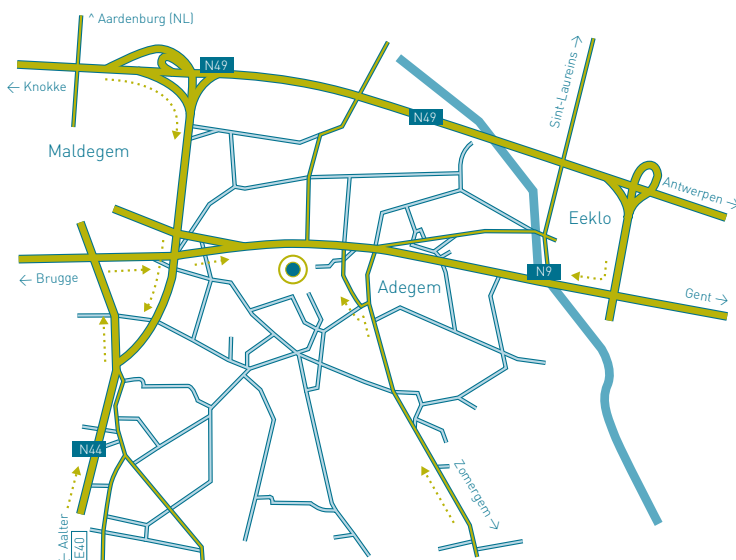 ^ Aardenburg (NL)
N49
← Knokke
N49
Sint-Laureins →
Maldegem
Antwerpen →
Eeklo
N9
← Brugge
Adegem
Gent →
N44
Zomergem →
← Aalter
E40